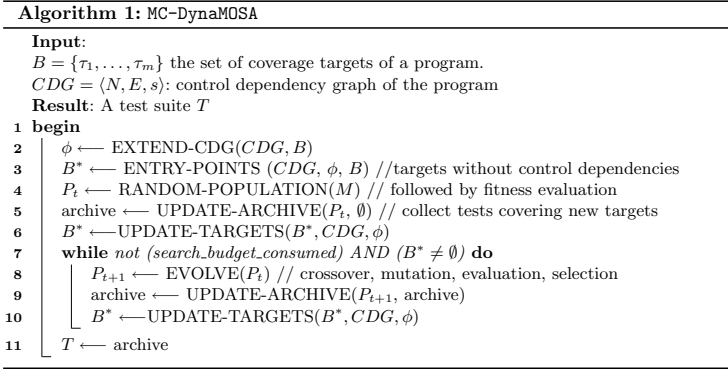 Algorithm 1: MC-DynaMOSA
Input:
B = {τ1, . . . , τm} the set of coverage targets of a program.
CDG = ⟨N, E, s⟩: control dependency graph of the program
Result: A test suite T
1 begin
2 ϕ ⟵ EXTEND-CDG(CDG, B)
3 B* ⟵ ENTRY-POINTS (CDG, ϕ, B) //targets without control dependencies
4 Pt ⟵ RANDOM-POPULATION(M) // followed by fitness evaluation
5 archive ⟵ UPDATE-ARCHIVE(Pt, ∅) // collect tests covering new targets
6 B* ⟵UPDATE-TARGETS(B*, CDG, ϕ)
7 while not (search_budget_consumed) AND (B* ≠ ∅) do
8 Pt+1 ⟵ EVOLVE(Pt) // crossover, mutation, evaluation, selection
9 archive ⟵ UPDATE-ARCHIVE(Pt+1, archive)
10 B* ⟵UPDATE-TARGETS(B*, CDG, ϕ)
11 T ⟵ archive